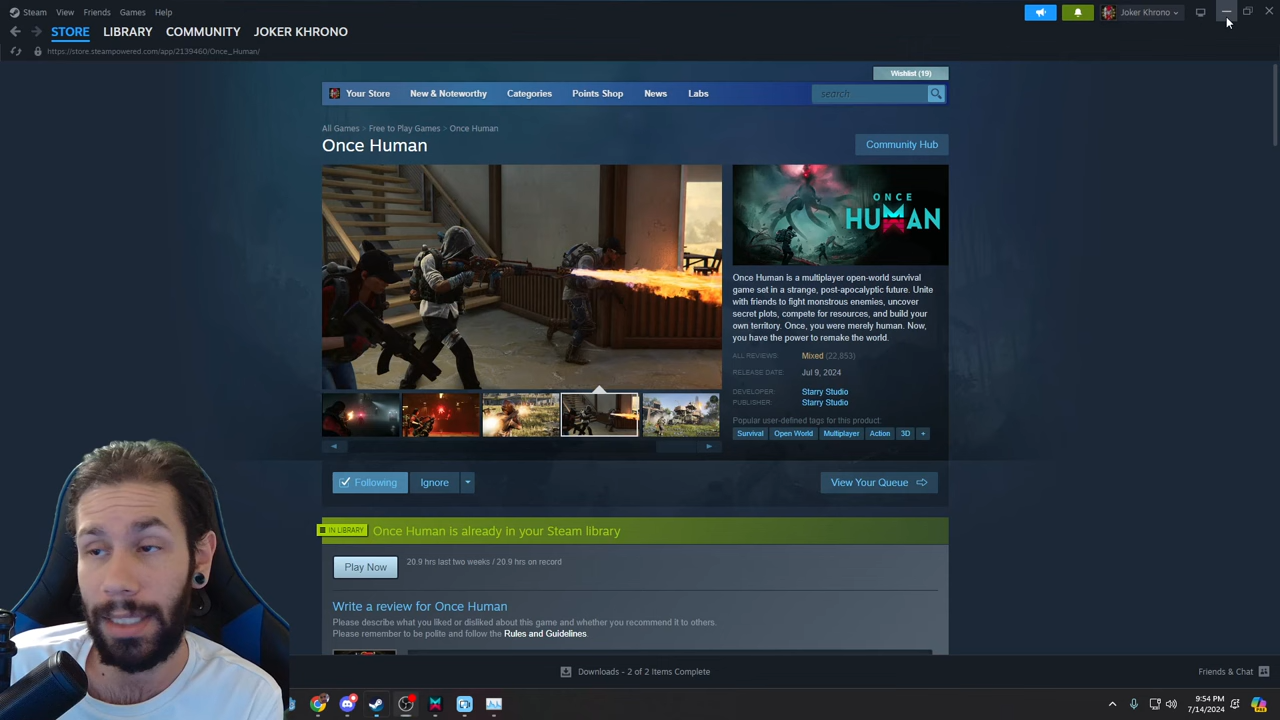 Steam View Friends Games Help
Joker Khrono
STORE LIBRARY COMMUNITY JOKER KHRONO
https://store.steampowered.com/app/2139460/Once_Human/
Wishlist (19)
Your Store New & Noteworthy Categories Points Shop News Labs
search
All Games > Free to Play Games > Once Human
Once Human
Community Hub
ONCE
HUMAN
Once Human is a multiplayer open-world survival
game set in a strange, post-apocalyptic future. Unite
with friends to fight monstrous enemies, uncover
secret plots, compete for resources, and build your
own territory. Once, you were merely human. Now,
you have the power to remake the world.
ALL REVIEWS: Mixed (22,853)
RELEASE DATE: Jul 9, 2024
DEVELOPER: Starry Studio
PUBLISHER: Starry Studio
Popular user-defined tags for this product:
Survival Open World Multiplayer Action 3D +
Following Ignore
View Your Queue
IN LIBRARY Once Human is already in your Steam library
Play Now 20.9 hrs last two weeks / 20.9 hrs on record
Write a review for Once Human
Please describe what you liked or disliked about this game and whether you recommend it to others.
Please remember to be polite and follow the Rules and Guidelines.
Downloads - 2 of 2 Items Complete
Friends & Chat
9:54 PM
7/14/2024